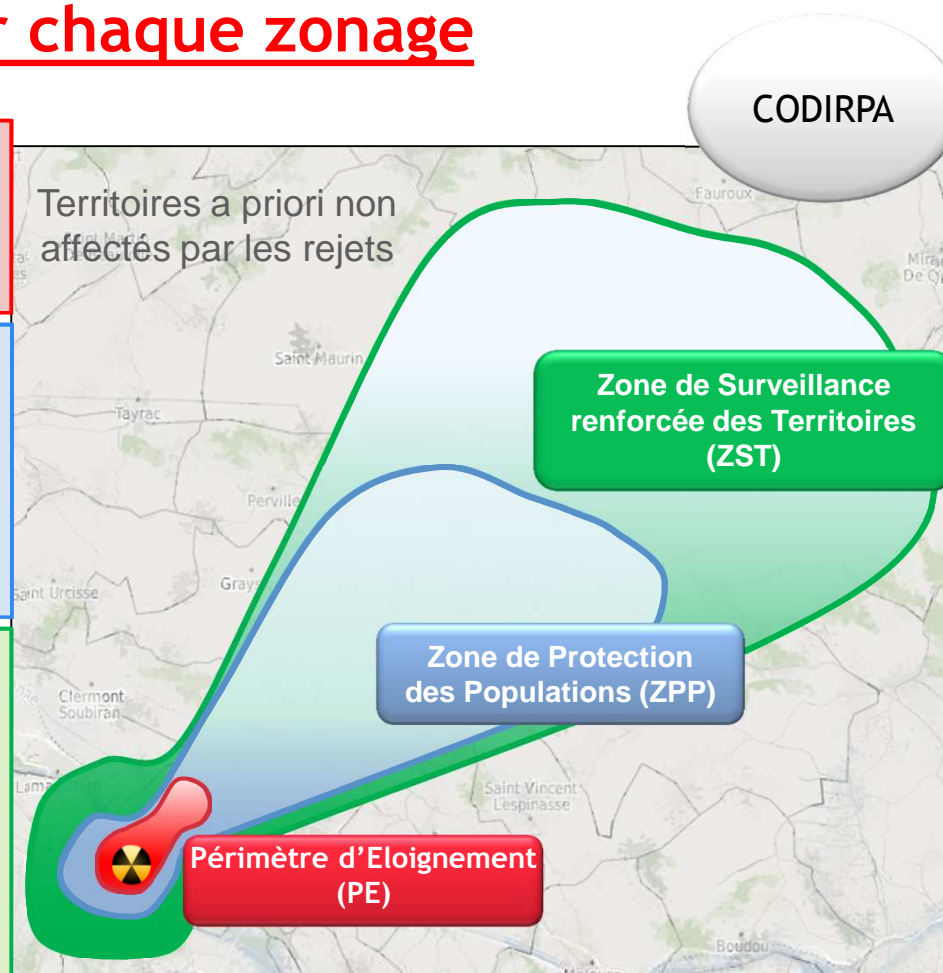 r chaque zonage
CODIRPA
Territoires a priori non
affectés par les rejets
Fauroux
Saint Maurin
Tayrac
Zone de Surveillance
renforcée des Territoires
(ZST)
Perville
Grays
Saint Urcisse
Zone de Protection
des Populations (ZPP)
Clermont
Soubiran
Saint Vincent
Lespinasse
Périmètre d'Eloignement
(PE)
Boudou